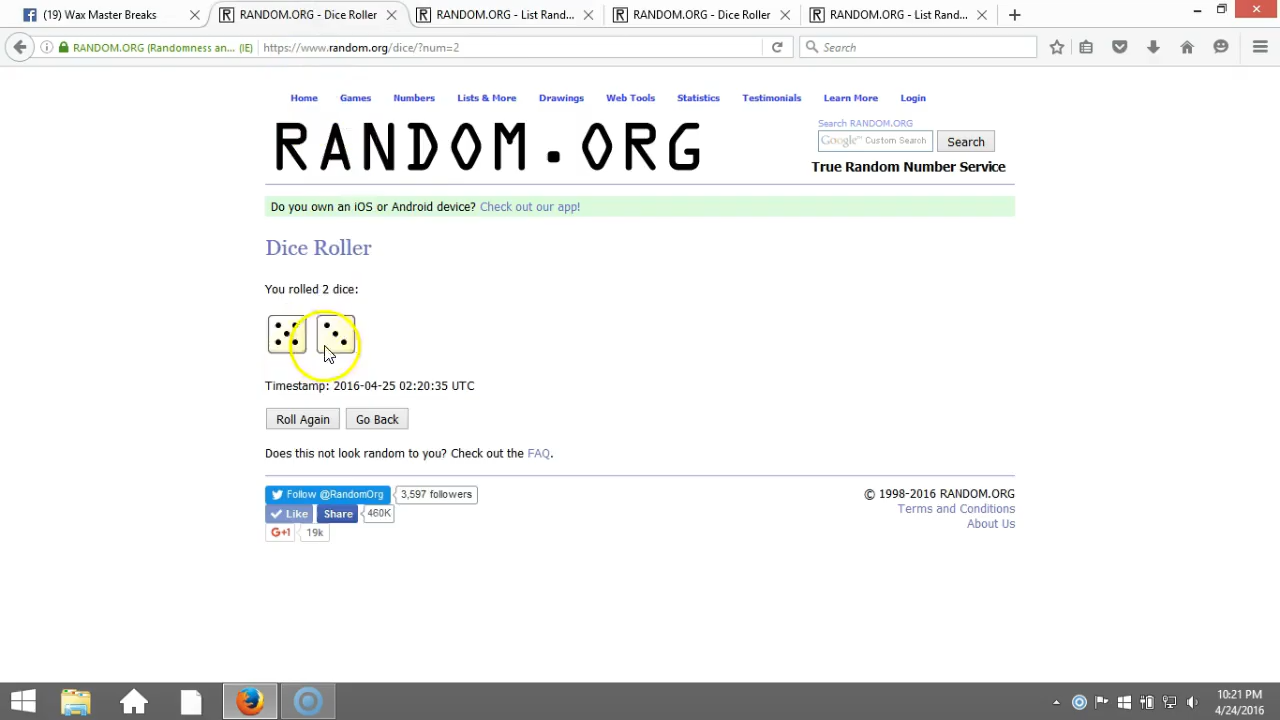 (19) Wax Master Breaks
RANDOM.ORG - Dice Roller
RANDOM.ORG - List Rand...
RANDOM.ORG - Dice Roller
RANDOM.ORG - List Rand...
RANDOM.ORG (Randomness an... (IE)
https://www.random.org/dice/?num=2
Search
Home Games Numbers Lists & More Drawings Web Tools Statistics Testimonials Learn More Login
RANDOM.ORG
Search RANDOM.ORG
Google™ Custom Search
Search
True Random Number Service
Do you own an iOS or Android device? Check out our app!
Dice Roller
You rolled 2 dice:
Timestamp: 2016-04-25 02:20:35 UTC
Roll Again
Go Back
Does this not look random to you? Check out the FAQ.
Follow @RandomOrg
3,597 followers
Like
Share
460K
G+1
19k
© 1998-2016 RANDOM.ORG
Terms and Conditions
About Us
10:21 PM
4/24/2016